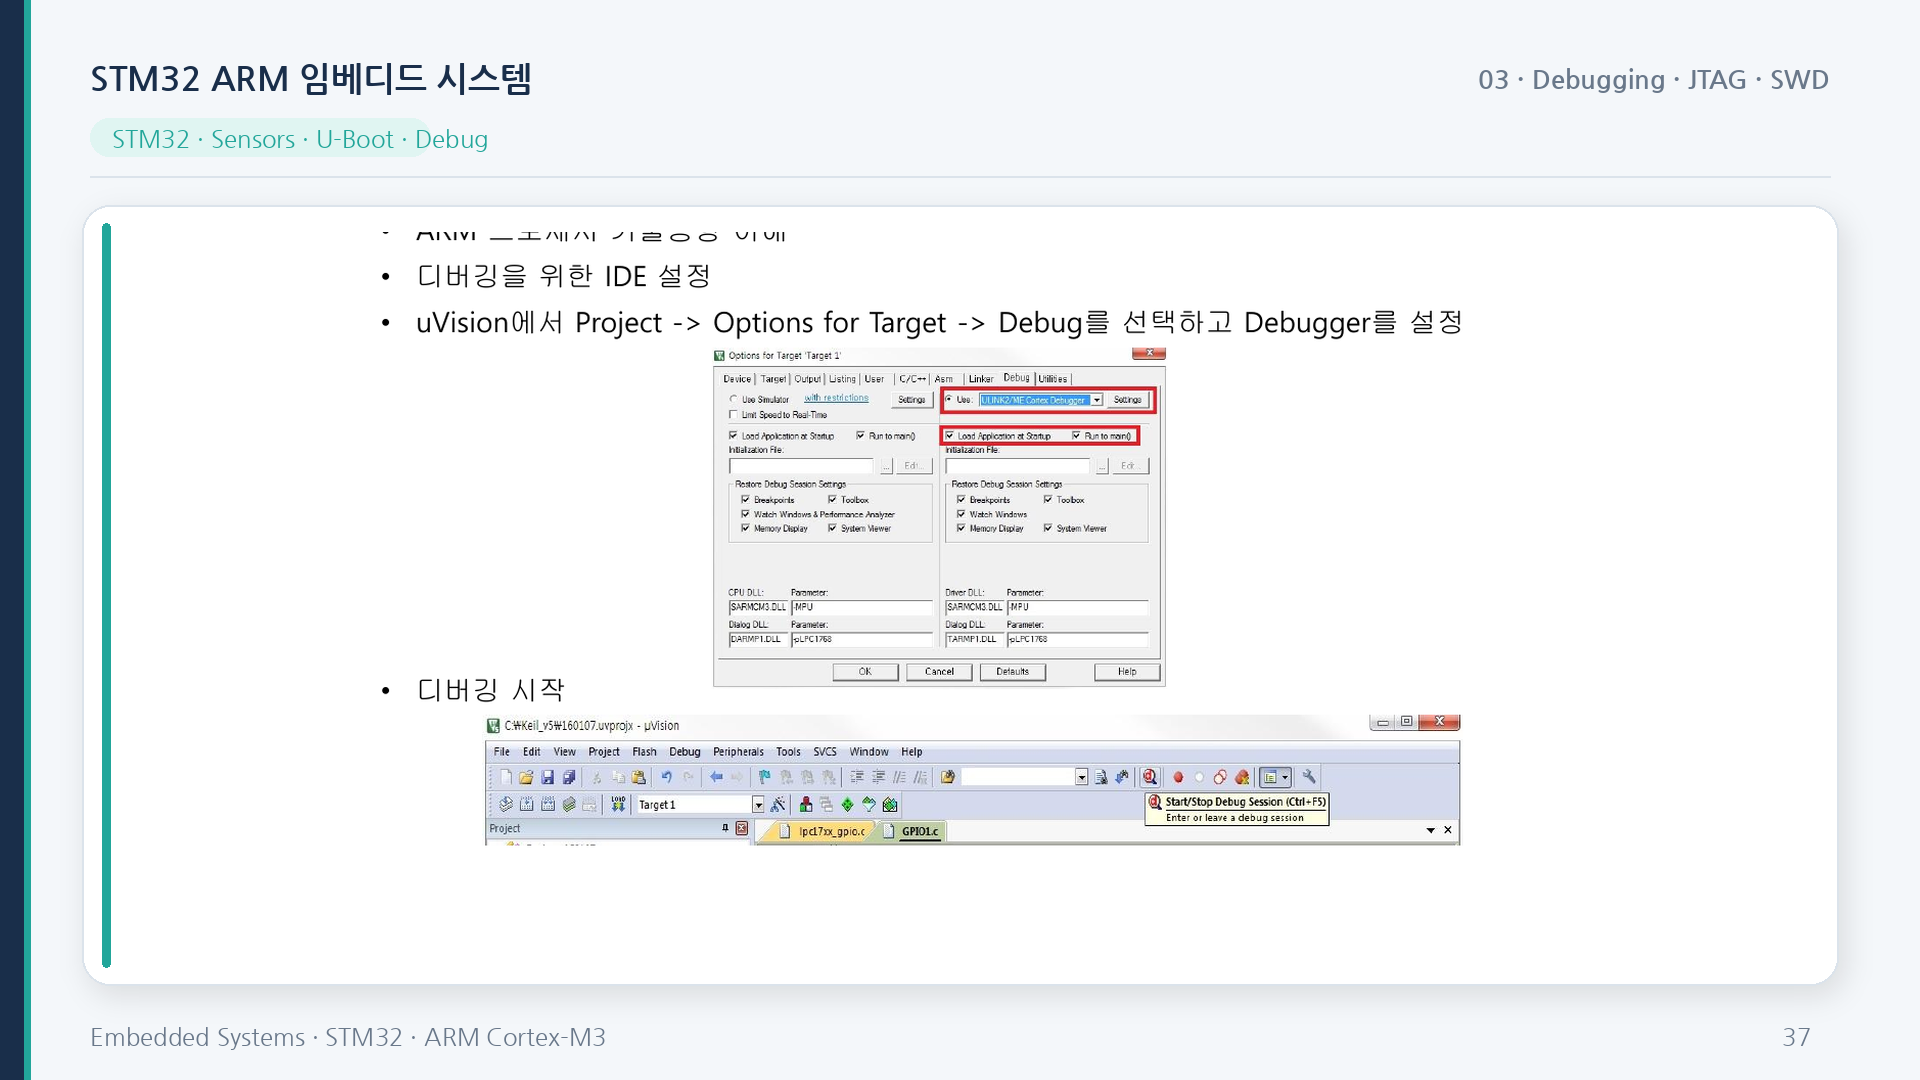 STM32 ARM 임베디드 시스템
03 · Debugging · JTAG · SWD
STM32 · Sensors · U-Boot · Debug
• 디버깅을 위한 IDE 설정
• uVision에서 Project -> Options for Target -> Debug를 선택하고 Debugger를 설정
Options for Target 'Target 1'
Device Target Output Listing User C/C++ Asm Linker Debug Utilities
Use Simulator with restrictions Settings Use: ULINK2/ME Cortex Debugger Settings
Limit Speed to Real-Time
Load Application at Startup Run to main() Load Application at Startup Run to main()
Initialization File: Initialization File:
... Edit... ... Edit...
Restore Debug Session Settings Restore Debug Session Settings
Breakpoints Toolbox Breakpoints Toolbox
Watch Windows & Performance Analyzer Watch Windows
Memory Display System Viewer Memory Display System Viewer
CPU DLL: Parameter: Driver DLL: Parameter:
SARMCM3.DLL -MPU SARMCM3.DLL -MPU
Dialog DLL: Parameter: Dialog DLL: Parameter:
DARMP1.DLL -pLPC1768 TARMP1.DLL -pLPC1768
OK Cancel Defaults Help
• 디버깅 시작
C:₩Keil_v5₩160107.uvprojx - µVision
File Edit View Project Flash Debug Peripherals Tools SVCS Window Help
Target 1
Start/Stop Debug Session (Ctrl+F5)
Enter or leave a debug session
Project
lpc17xx_gpio.c GPIO1.c
Embedded Systems · STM32 · ARM Cortex-M3
37